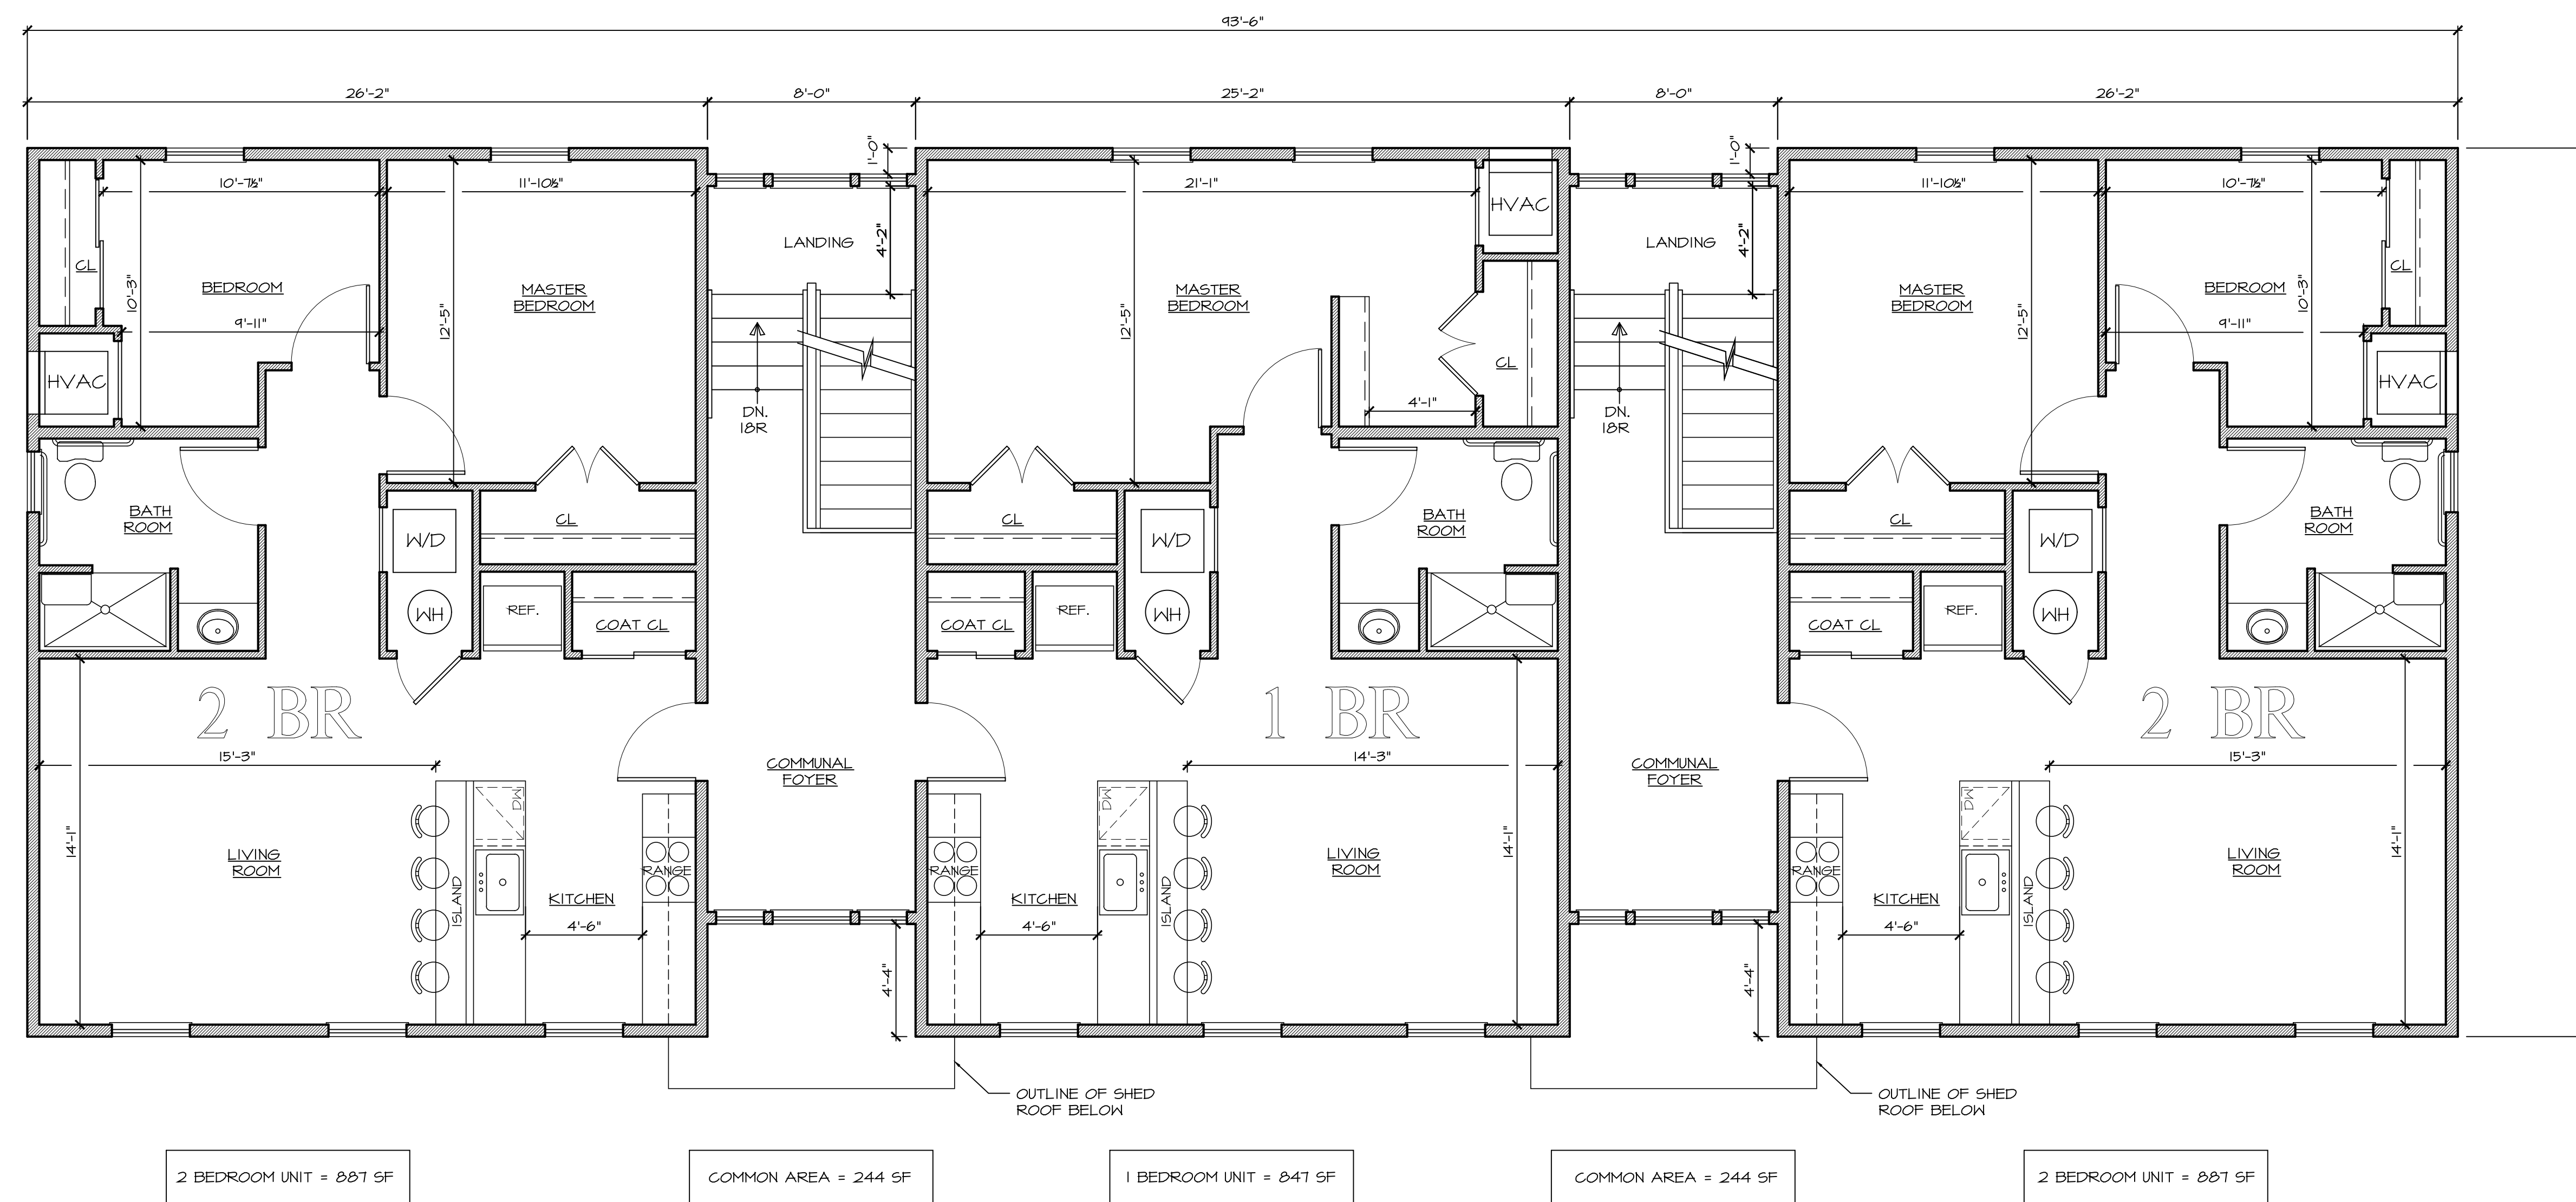 93'-6"
26'-2"
8'-0"
25'-2"
8'-0"
26'-2"
1'-0"
1'-0"
10'-7½"
11'-10½"
21'-1"
11'-10½"
10'-7½"
HVAC
LANDING
4'-2"
LANDING
4'-2"
CL
10'-3"
BEDROOM
MASTER
BEDROOM
MASTER
BEDROOM
MASTER
BEDROOM
BEDROOM
10'-3"
CL
9'-11"
12'-5"
12'-5"
12'-5"
9'-11"
HVAC
CL
HVAC
DN.
18R
4'-1"
DN.
18R
BATH
ROOM
CL
W/D
CL
W/D
BATH
ROOM
CL
W/D
BATH
ROOM
WH
REF.
COAT CL
COAT CL
REF.
WH
COAT CL
REF.
WH
2 BR
1 BR
2 BR
15'-3"
COMMUNAL
FOYER
14'-3"
COMMUNAL
FOYER
15'-3"
DW
DW
DW
14'-1"
LIVING
ROOM
ISLAND
KITCHEN
RANGE
4'-6"
RANGE
KITCHEN
4'-6"
ISLAND
LIVING
ROOM
14'-1"
RANGE
KITCHEN
4'-6"
ISLAND
LIVING
ROOM
14'-1"
4'-4"
4'-4"
OUTLINE OF SHED
ROOF BELOW
OUTLINE OF SHED
ROOF BELOW
2 BEDROOM UNIT = 887 SF
COMMON AREA = 244 SF
1 BEDROOM UNIT = 847 SF
COMMON AREA = 244 SF
2 BEDROOM UNIT = 887 SF